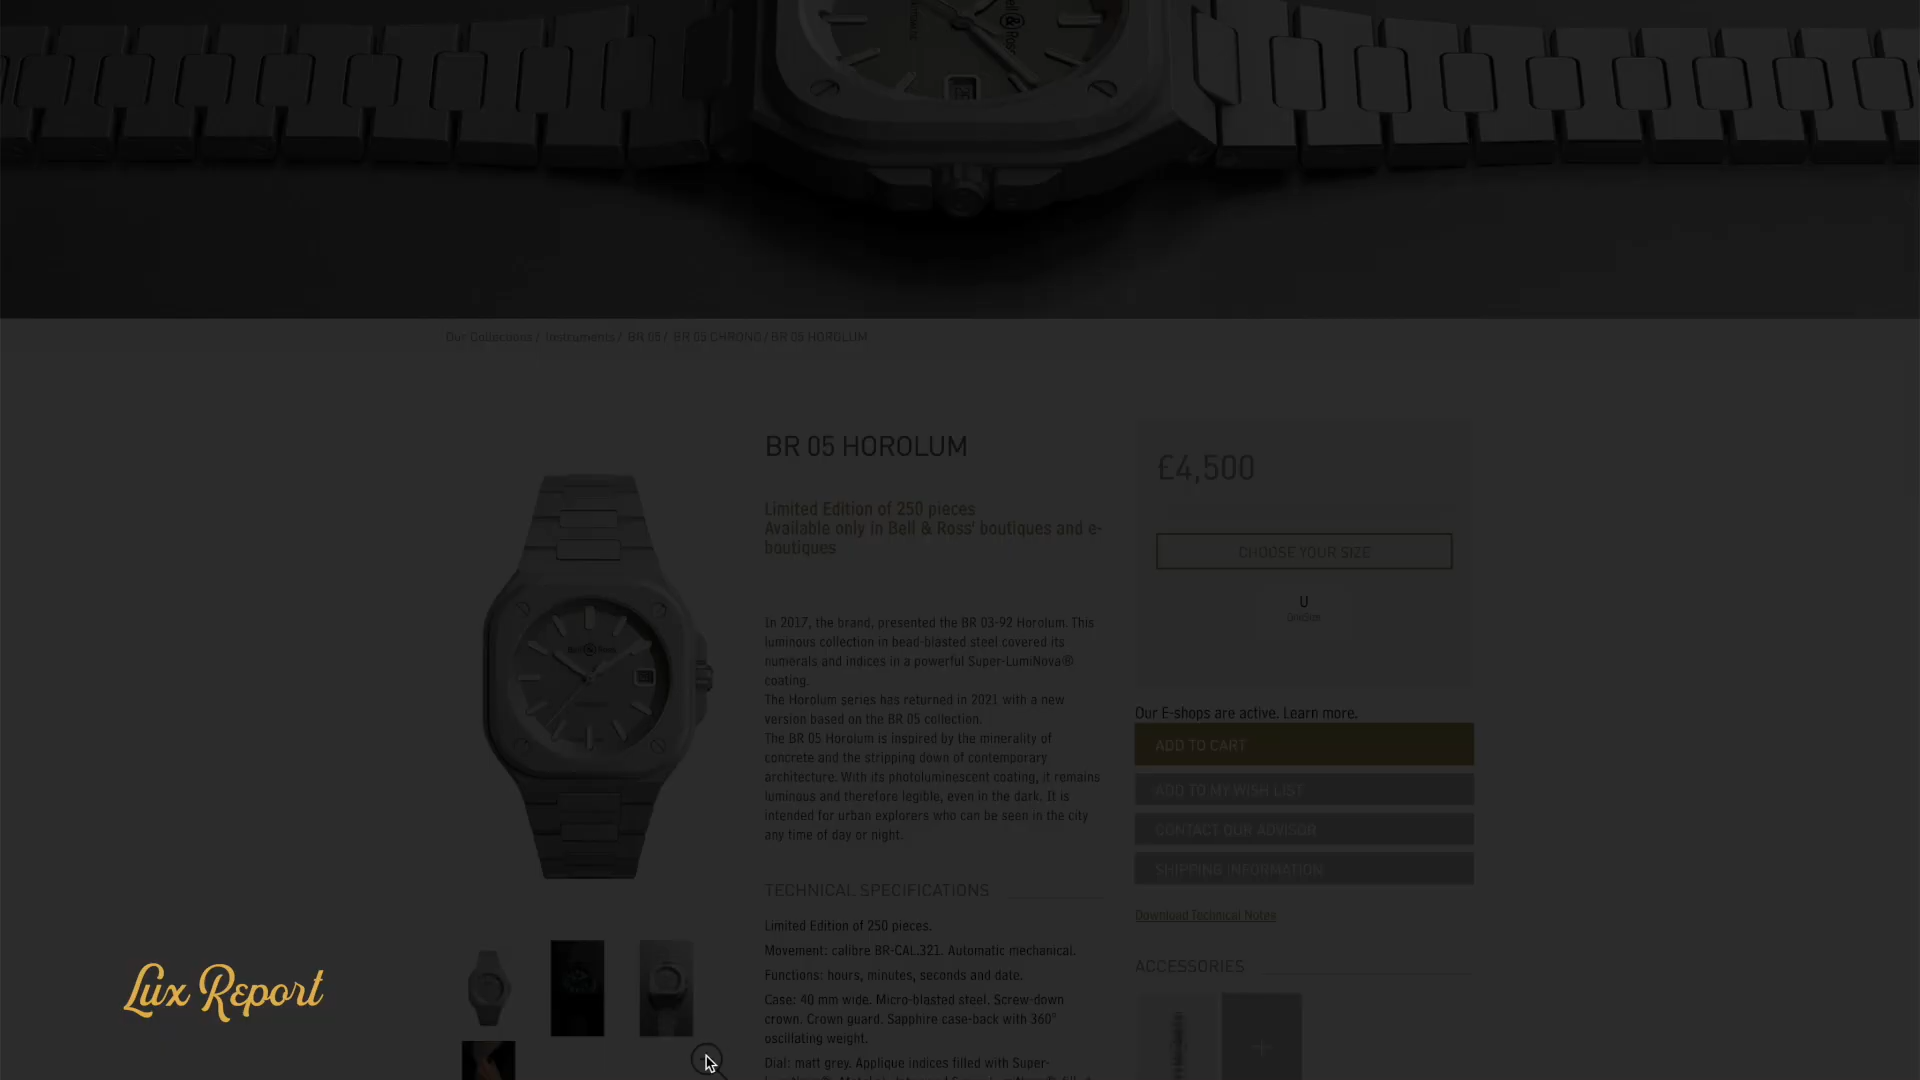 Our Collections / Instruments / BR 05 / BR 05 CHRONO / BR 05 HOROLUM
BR 05 HOROLUM
Limited Edition of 250 pieces
Available only in Bell & Ross' boutiques and e-
boutiques
In 2017, the brand, presented the BR 03-92 Horolum. This
luminous collection in bead-blasted steel covered its
numerals and indices in a powerful Super-LumiNova®
coating.
The Horolum series has returned in 2021 with a new
version based on the BR 05 collection.
The BR 05 Horolum is inspired by the minerality of
concrete and the stripping down of contemporary
architecture. With its photoluminescent coating, it remains
luminous and therefore legible, even in the dark. It is
intended for urban explorers who can be seen in the city
any time of day or night.
TECHNICAL SPECIFICATIONS
Limited Edition of 250 pieces.
Movement: calibre BR-CAL.321. Automatic mechanical.
Functions: hours, minutes, seconds and date.
Case: 40 mm wide. Micro-blasted steel. Screw-down
crown. Crown guard. Sapphire case-back with 360°
oscillating weight.
Dial: matt grey. Applique indices filled with Super-
£4,500
CHOOSE YOUR SIZE
U
Our E-shops are active. Learn more.
ADD TO CART
ADD TO MY WISH LIST
CONTACT OUR ADVISOR
SHIPPING INFORMATION
Download Technical Notes
ACCESSORIES
Lux Report